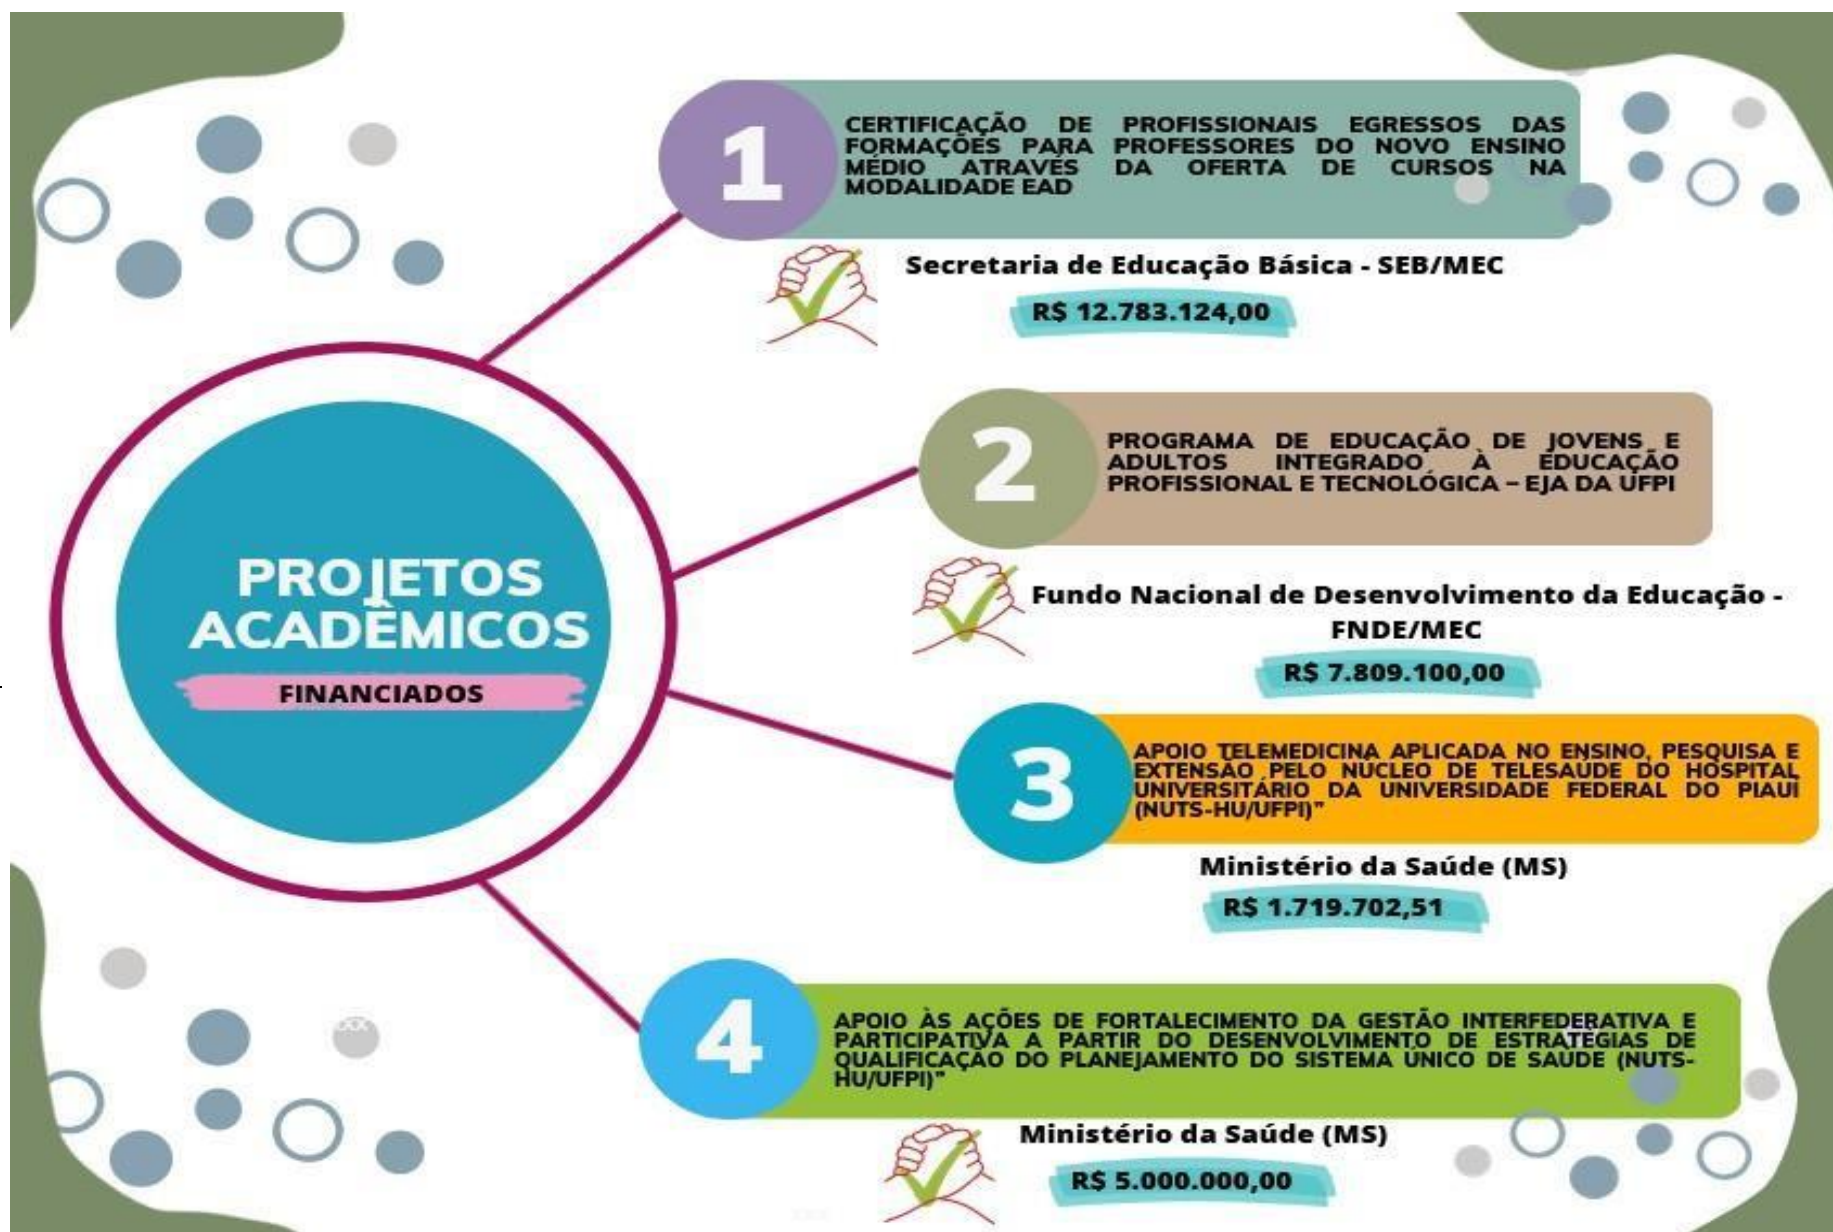 PROJETOS
ACADÊMICOS
FINANCIADOS
1
CERTIFICAÇÃO DE PROFISSIONAIS EGRESSOS DAS
FORMAÇÕES PARA PROFESSORES DO NOVO ENSINO
MÉDIO ATRAVÉS DA OFERTA DE CURSOS NA
MODALIDADE EAD
Secretaria de Educação Básica - SEB/MEC
R$ 12.783.124,00
2
PROGRAMA DE EDUCAÇÃO DE JOVENS E
ADULTOS INTEGRADO À EDUCAÇÃO
PROFISSIONAL E TECNOLÓGICA – EJA DA UFPI
Fundo Nacional de Desenvolvimento da Educação -
FNDE/MEC
R$ 7.809.100,00
3
APOIO TELEMEDICINA APLICADA NO ENSINO, PESQUISA E
EXTENSÃO PELO NÚCLEO DE TELESAÚDE DO HOSPITAL
UNIVERSITÁRIO DA UNIVERSIDADE FEDERAL DO PIAUÍ
(NUTS-HU/UFPI)"
Ministério da Saúde (MS)
R$ 1.719.702,51
4
APOIO ÀS AÇÕES DE FORTALECIMENTO DA GESTÃO INTERFEDERATIVA E
PARTICIPATIVA A PARTIR DO DESENVOLVIMENTO DE ESTRATÉGIAS DE
QUALIFICAÇÃO DO PLANEJAMENTO DO SISTEMA ÚNICO DE SAÚDE (NUTS-
HU/UFPI)"
Ministério da Saúde (MS)
R$ 5.000.000,00